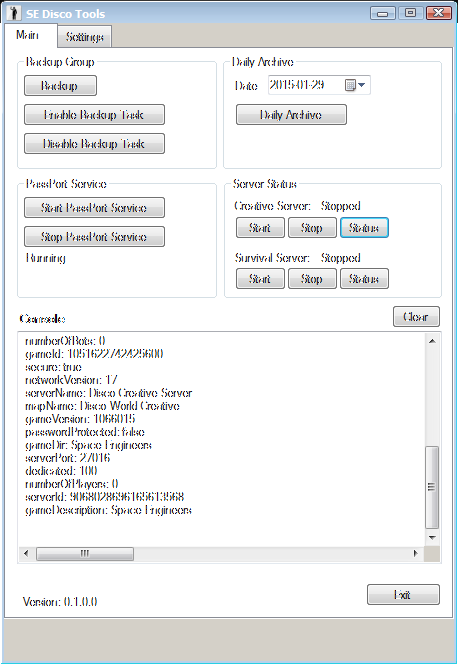 SE Disco Tools
Main
Settings
Backup Group
Backup
Enable Backup Task
Disable Backup Task
Daily Archive
Date
2015-01-29
Daily Archive
PassPort Service
Start PassPort Service
Stop PassPort Service
Running
Server Status
Creative Server: Stopped
Start
Stop
Status
Survival Server: Stopped
Start
Stop
Status
Console:
Clear
numberOfBots: 0
gameId: 1051622742425600
secure: true
networkVersion: 17
serverName: Disco Creative Server
mapName: Disco World Creative
gameVersion: 1066015
passwordProtected: false
gameDir: Space Engineers
serverPort: 27016
dedicated: 100
numberOfPlayers: 0
serverId: 9068028696165613568
gameDescription: Space Engineers
Exit
Version: 0.1.0.0